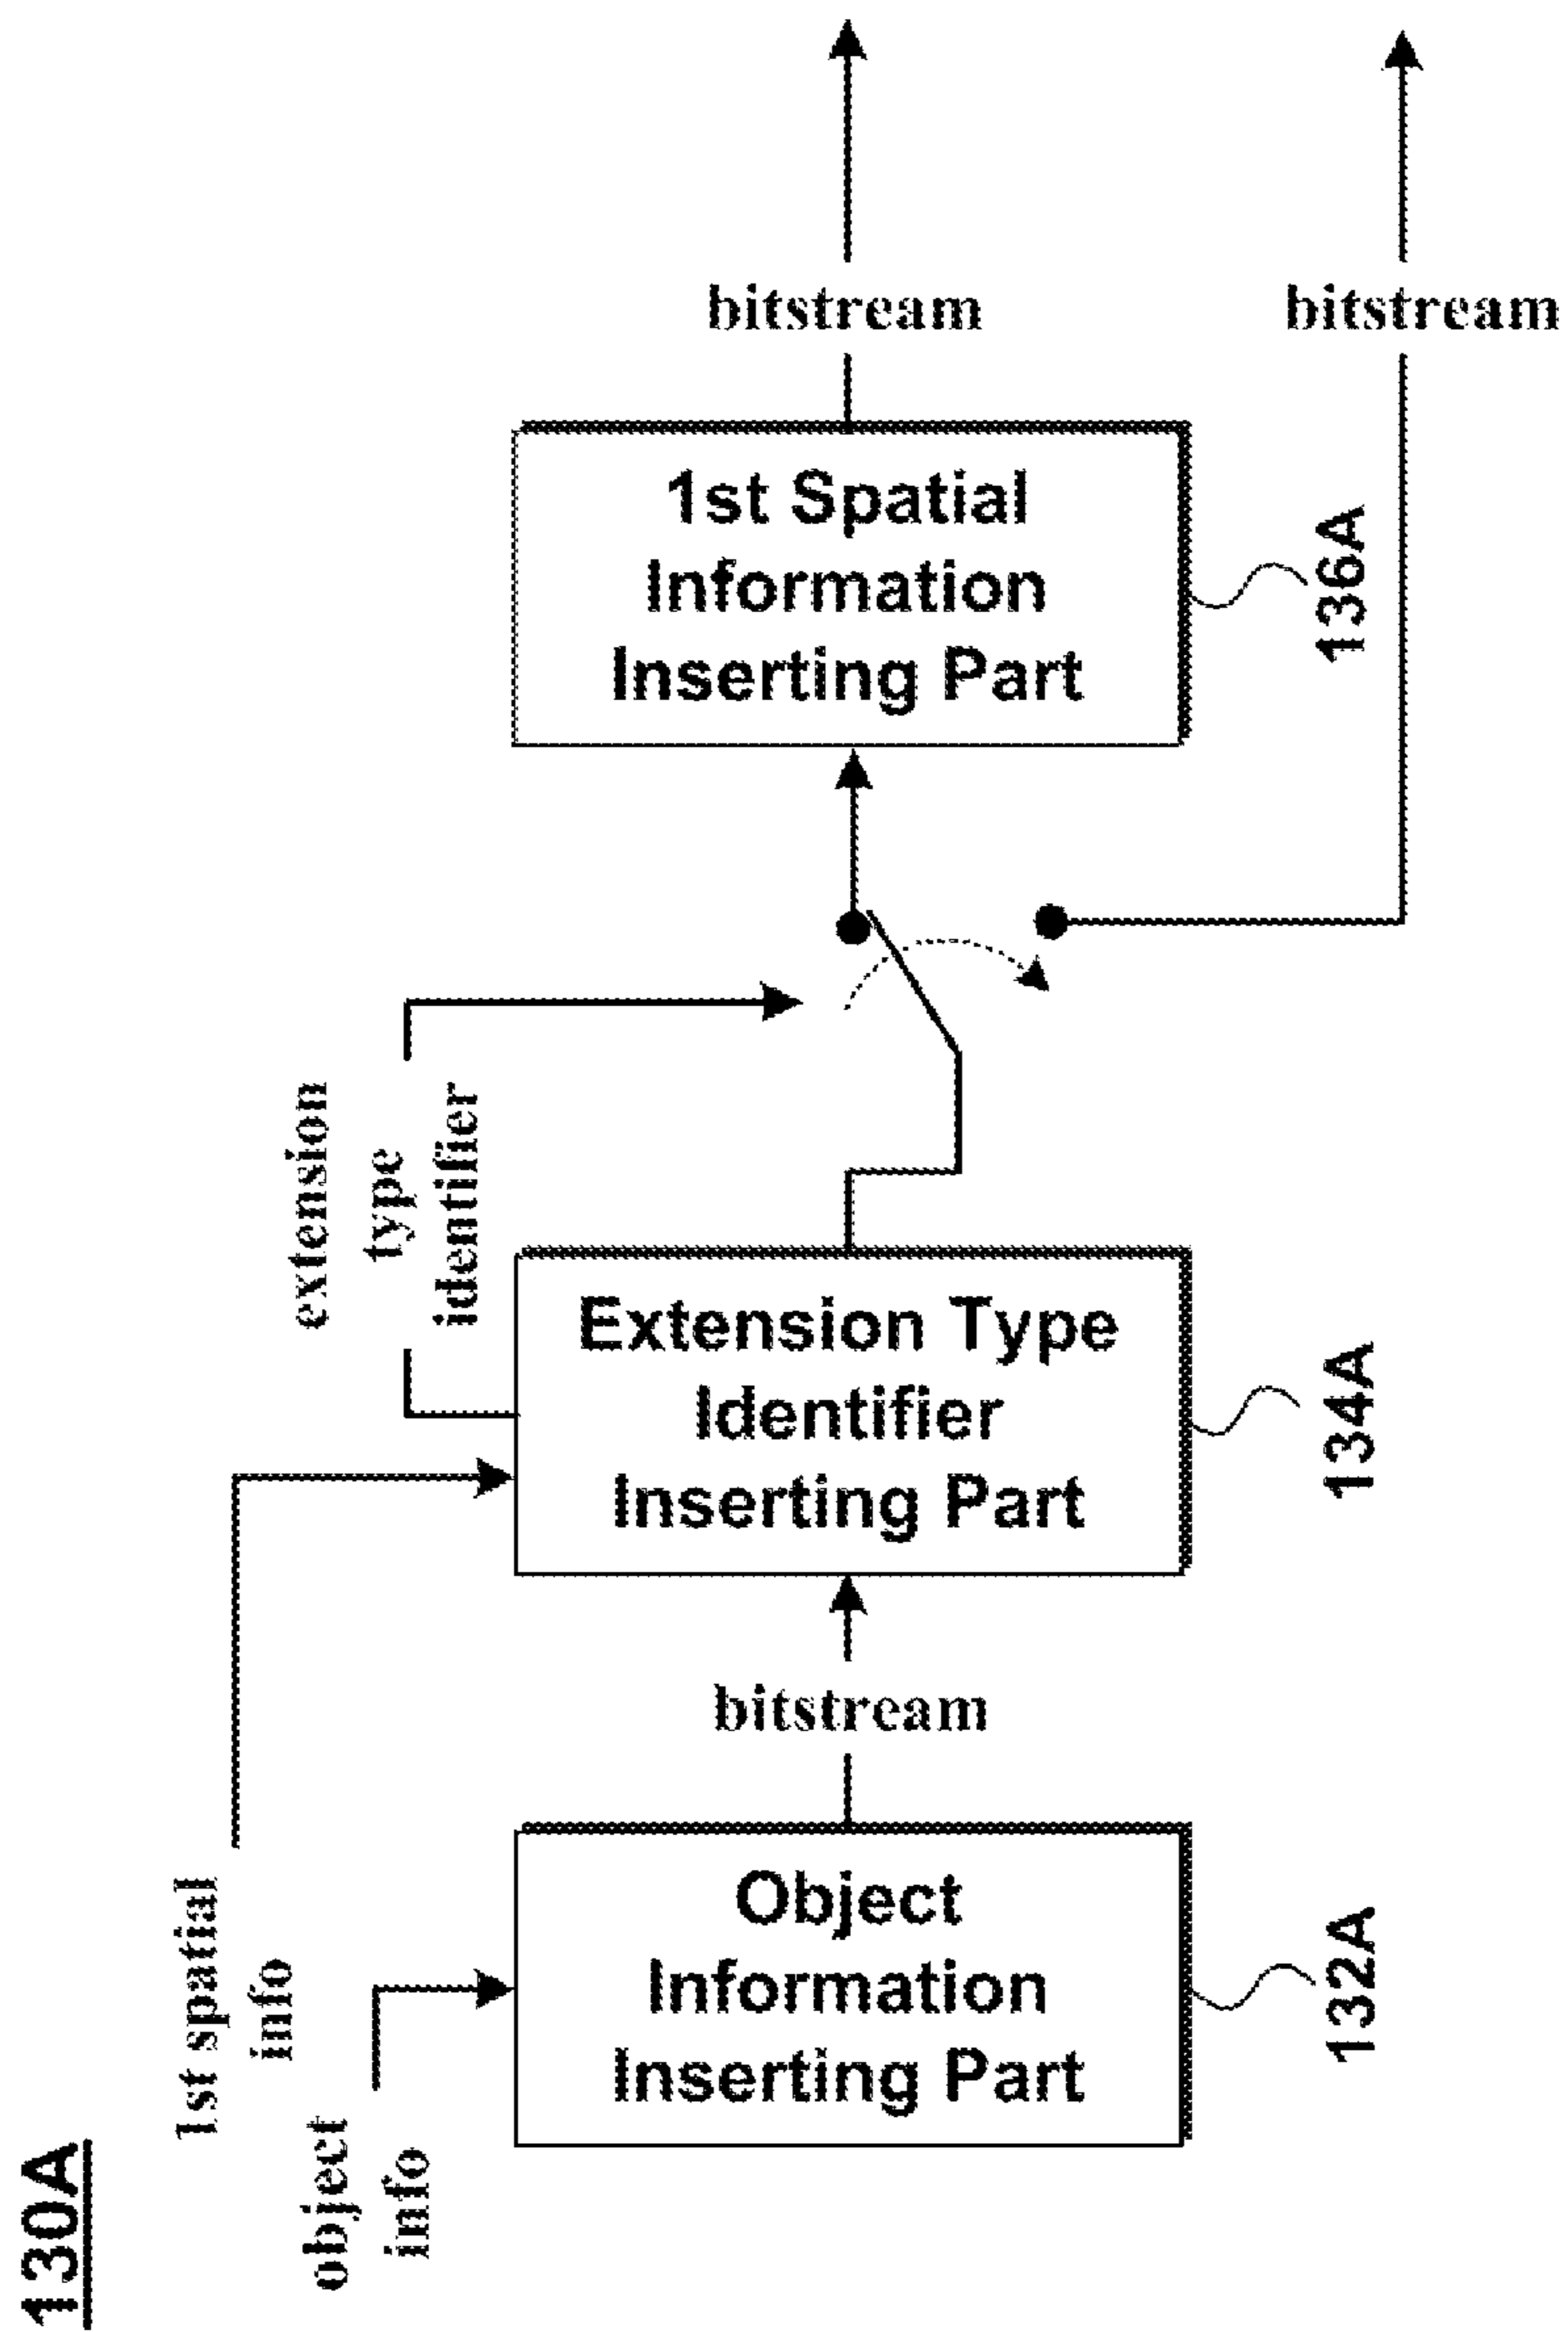 130A
bitstream
bitstream
1st Spatial
Information
Inserting Part
136A
extension
type
identifier
Extension Type
Identifier
Inserting Part
134A
bitstream
1st spatial
info
object
info
Object
Information
Inserting Part
132A